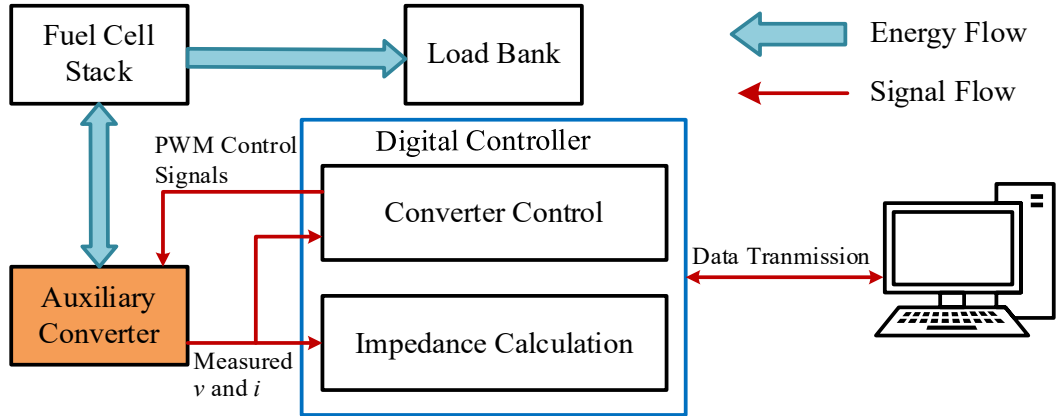 Fuel Cell
Stack
Load Bank
Energy Flow
Signal Flow
PWM Control
Signals
Digital Controller
Converter Control
Data Tranmission
Auxiliary
Converter
Impedance Calculation
Measured
v and i